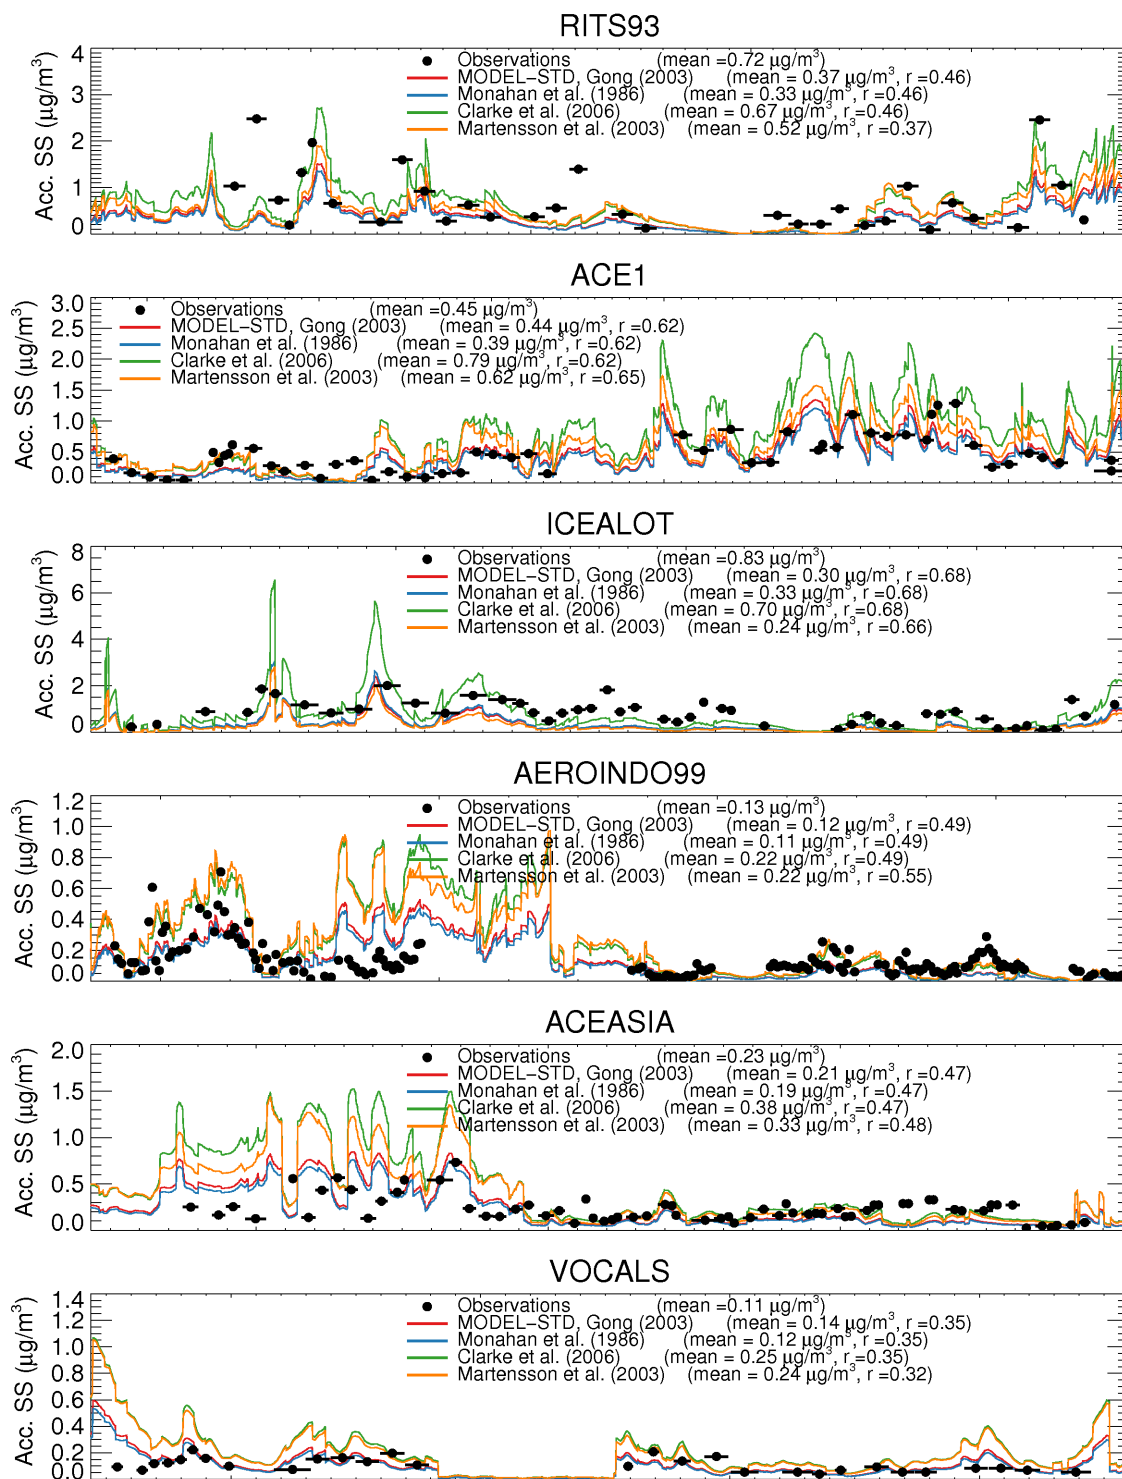 RITS93
Acc. SS (μg/m³)
4
3
2
1
0
Observations (mean =0.72 μg/m³)
MODEL−STD, Gong (2003) (mean = 0.37 μg/m³, r =0.46)
Monahan et al. (1986) (mean = 0.33 μg/m³, r =0.46)
Clarke et al. (2006) (mean = 0.67 μg/m³, r =0.46)
Martensson et al. (2003) (mean = 0.52 μg/m³, r =0.37)
ACE1
Acc. SS (μg/m³)
3.0
2.5
2.0
1.5
1.0
0.5
0.0
Observations (mean =0.45 μg/m³)
MODEL−STD, Gong (2003) (mean = 0.44 μg/m³, r =0.62)
Monahan et al. (1986) (mean = 0.39 μg/m³, r =0.62)
Clarke et al. (2006) (mean = 0.79 μg/m³, r =0.62)
Martensson et al. (2003) (mean = 0.62 μg/m³, r =0.65)
ICEALOT
Acc. SS (μg/m³)
8
6
4
2
0
Observations (mean =0.83 μg/m³)
MODEL−STD, Gong (2003) (mean = 0.30 μg/m³, r =0.68)
Monahan et al. (1986) (mean = 0.33 μg/m³, r =0.68)
Clarke et al. (2006) (mean = 0.70 μg/m³, r =0.68)
Martensson et al. (2003) (mean = 0.24 μg/m³, r =0.66)
AEROINDO99
Acc. SS (μg/m³)
1.2
1.0
0.8
0.6
0.4
0.2
0.0
Observations (mean =0.13 μg/m³)
MODEL−STD, Gong (2003) (mean = 0.12 μg/m³, r =0.49)
Monahan et al. (1986) (mean = 0.11 μg/m³, r =0.49)
Clarke et al. (2006) (mean = 0.22 μg/m³, r =0.49)
Martensson et al. (2003) (mean = 0.22 μg/m³, r =0.55)
ACEASIA
Acc. SS (μg/m³)
2.0
1.5
1.0
0.5
0.0
Observations (mean =0.23 μg/m³)
MODEL−STD, Gong (2003) (mean = 0.21 μg/m³, r =0.47)
Monahan et al. (1986) (mean = 0.19 μg/m³, r =0.47)
Clarke et al. (2006) (mean = 0.38 μg/m³, r =0.47)
Martensson et al. (2003) (mean = 0.33 μg/m³, r =0.48)
VOCALS
Acc. SS (μg/m³)
1.4
1.2
1.0
0.8
0.6
0.4
0.2
0.0
Observations (mean =0.11 μg/m³)
MODEL−STD, Gong (2003) (mean = 0.14 μg/m³, r =0.35)
Monahan et al. (1986) (mean = 0.12 μg/m³, r =0.35)
Clarke et al. (2006) (mean = 0.25 μg/m³, r =0.35)
Martensson et al. (2003) (mean = 0.24 μg/m³, r =0.32)